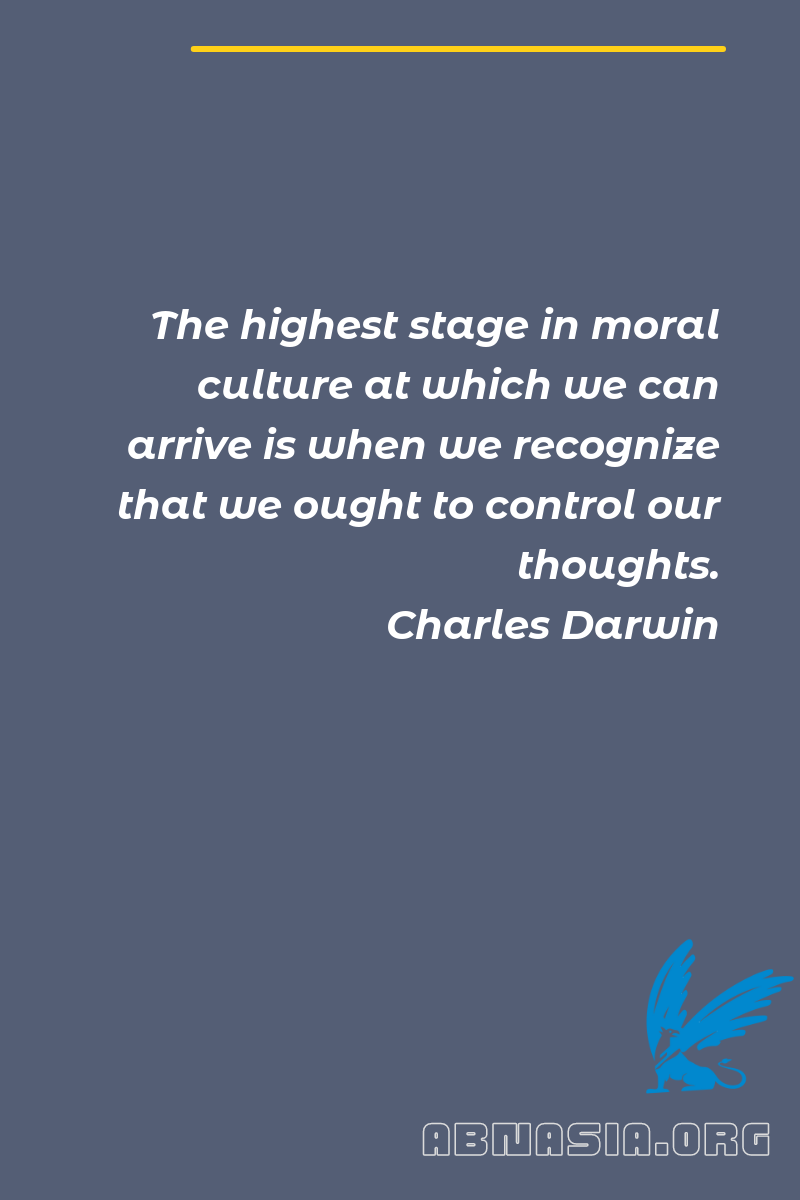 The highest stage in moral
culture at which we can
arrive is when we recognize
that we ought to control our
thoughts.
Charles Darwin
ABNASIA.ORG